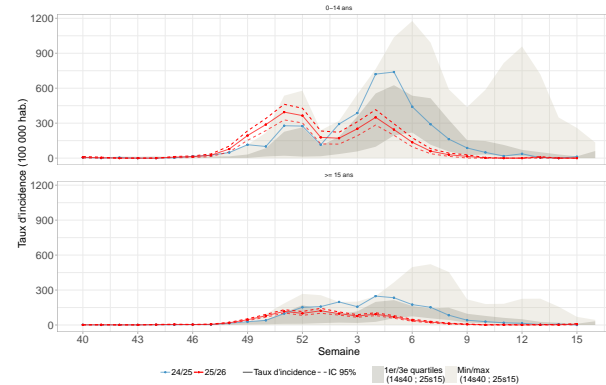 0−14 ans
1200
900
600
300
0
>= 15 ans
1200
900
600
300
0
Taux d'incidence (100 000 hab.)
40 43 46 49 52 3 6 9 12 15
Semaine
24/25 25/26 Taux d'incidence IC 95% 1er/3e quartiles (14s40 ; 25s15) Min/max (14s40 ; 25s15)